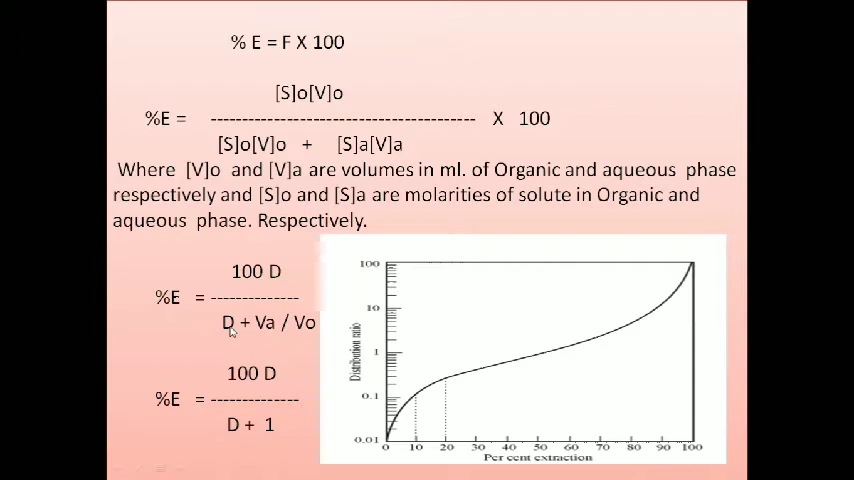 % E = F X 100
[S]o[V]o
%E = ---------------------------------------- X 100
[S]o[V]o + [S]a[V]a
Where [V]o and [V]a are volumes in ml. of Organic and aqueous phase
respectively and [S]o and [S]a are molarities of solute in Organic and
aqueous phase. Respectively.
100 D
%E = --------------
D + Va / Vo
100 D
%E = --------------
D + 1
Distribution ratio
100
10
1
0.1
0.01
0 10 20 30 40 50 60 70 80 90 100
Per cent extraction